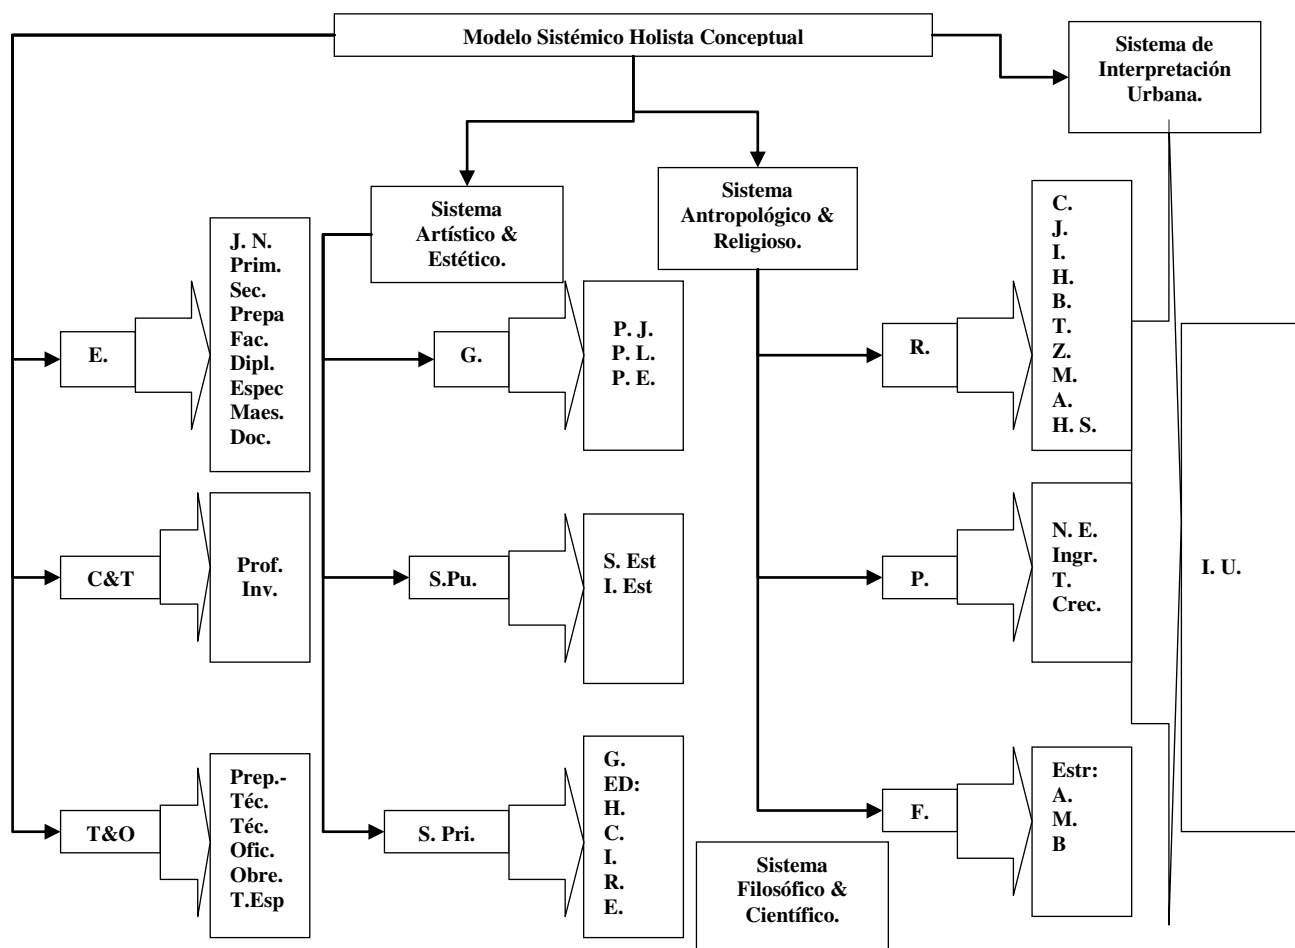 Modelo Sistémico Holista Conceptual
Sistema de
Interpretación
Urbana.
Sistema
Artístico &
Estético.
Sistema
Antropológico &
Religioso.
E.
J. N.
Prim.
Sec.
Prepa
Fac.
Dipl.
Espec
Maes.
Doc.
G.
P. J.
P. L.
P. E.
R.
C.
J.
I.
H.
B.
T.
Z.
M.
A.
H. S.
C&T
Prof.
Inv.
S.Pu.
S. Est
I. Est
P.
N. E.
Ingr.
T.
Crec.
I. U.
T&O
Prep.-
Téc.
Téc.
Ofic.
Obre.
T.Esp
S. Pri.
G.
ED:
H.
C.
I.
R.
E.
F.
Estr:
A.
M.
B
Sistema
Filosófico &
Científico.